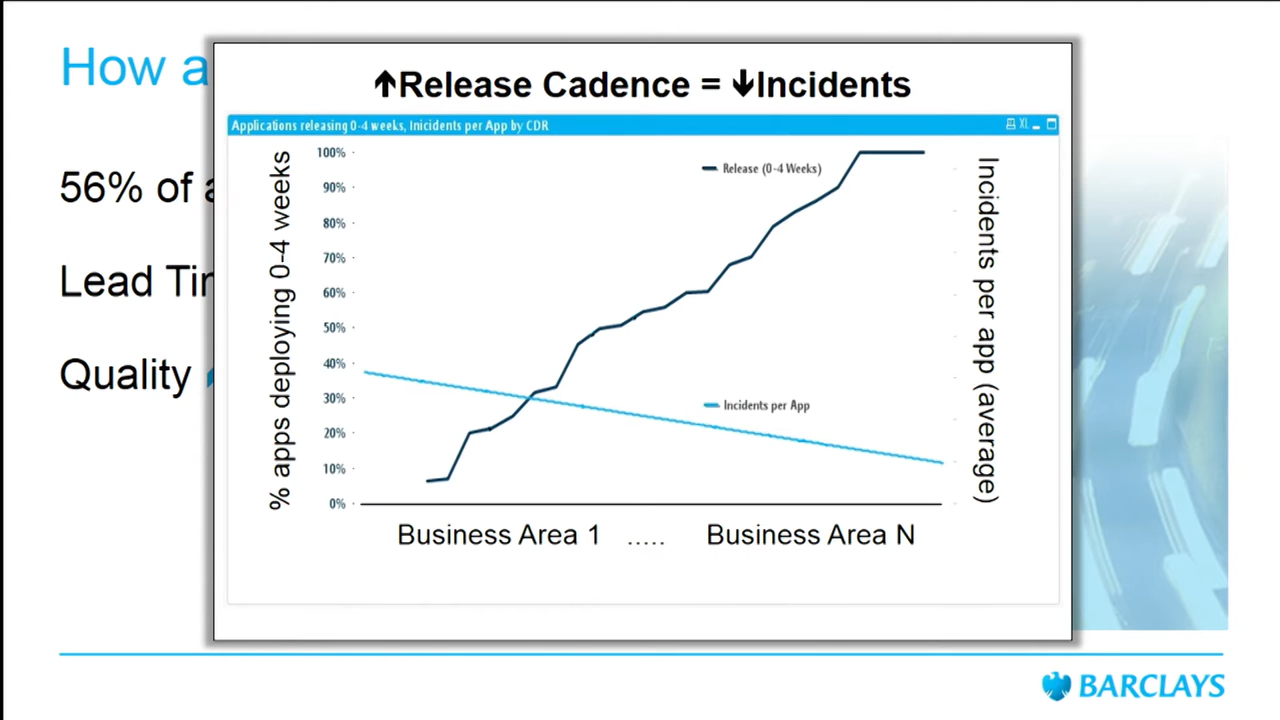 How a
56% of a
Lead Tir
Quality
↑Release Cadence = ↓Incidents
Applications releasing 0-4 weeks, Inicidents per App by CDR
XL
% apps deploying 0-4 weeks
100%
90%
80%
70%
60%
50%
40%
30%
20%
10%
0%
Release (0-4 Weeks)
Incidents per App
Incidents per app (average)
Business Area 1 ..... Business Area N
BARCLAYS